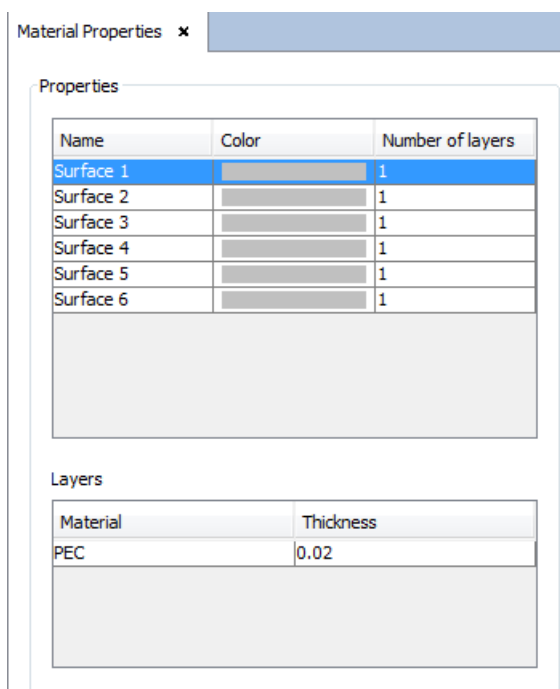 Material Properties
Properties
Name Color Number of layers
Surface 1 1
Surface 2 1
Surface 3 1
Surface 4 1
Surface 5 1
Surface 6 1
Layers
Material Thickness
PEC 0.02